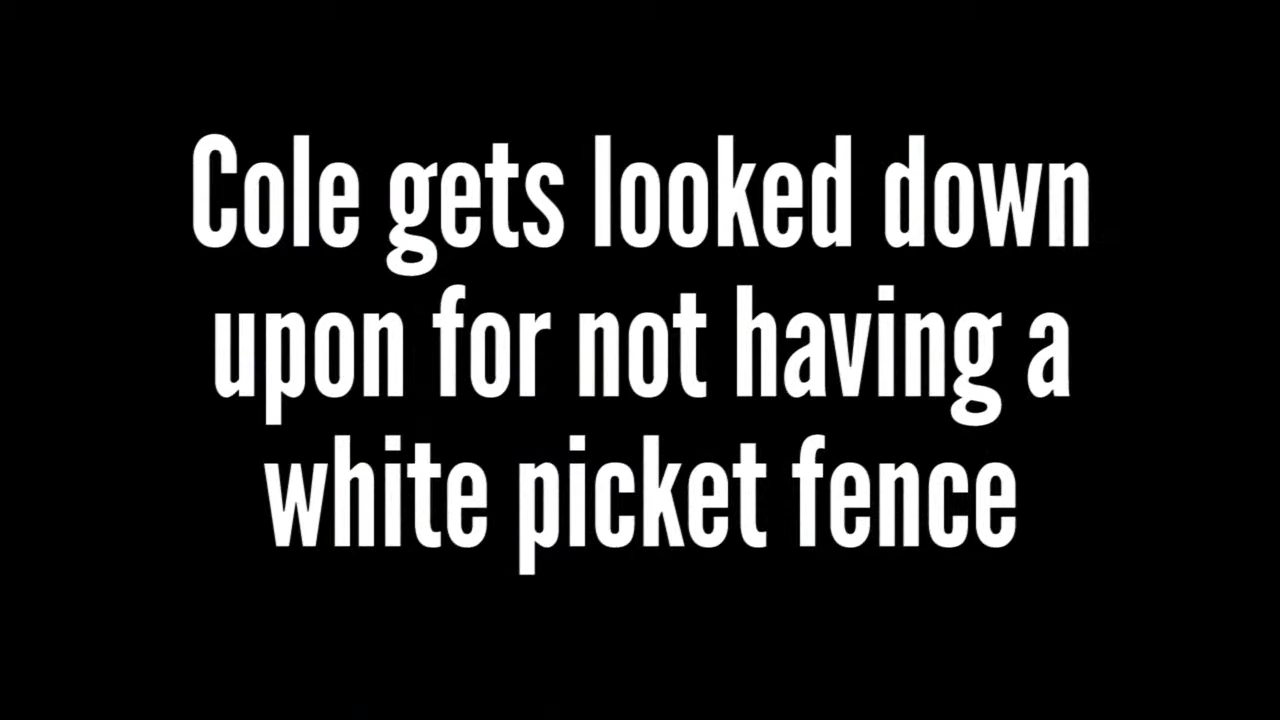 Cole gets looked down
upon for not having a
white picket fence